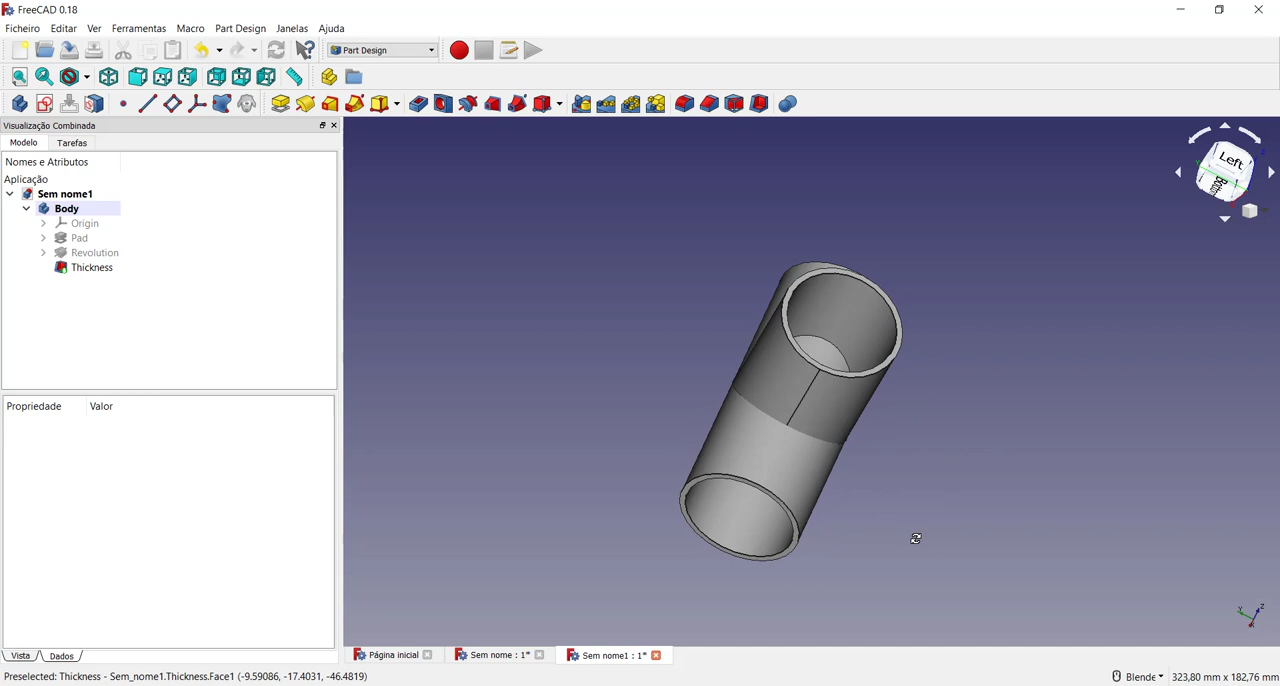 FreeCAD 0.18
Ficheiro Editar Ver Ferramentas Macro Part Design Janelas Ajuda
Part Design
Visualização Combinada
Modelo Tarefas
Nomes e Atributos
Aplicação
Sem nome1
Body
Origin
Pad
Revolution
Thickness
Left
Propriedade Valor
Y Z
X
Vista Dados
Página inicial Sem nome : 1* Sem nome1 : 1*
Preselected: Thickness - Sem_nome1.Thickness.Face1 (-9.59086, -17.4031, -46.4819) Blende 323,80 mm x 182,76 mm